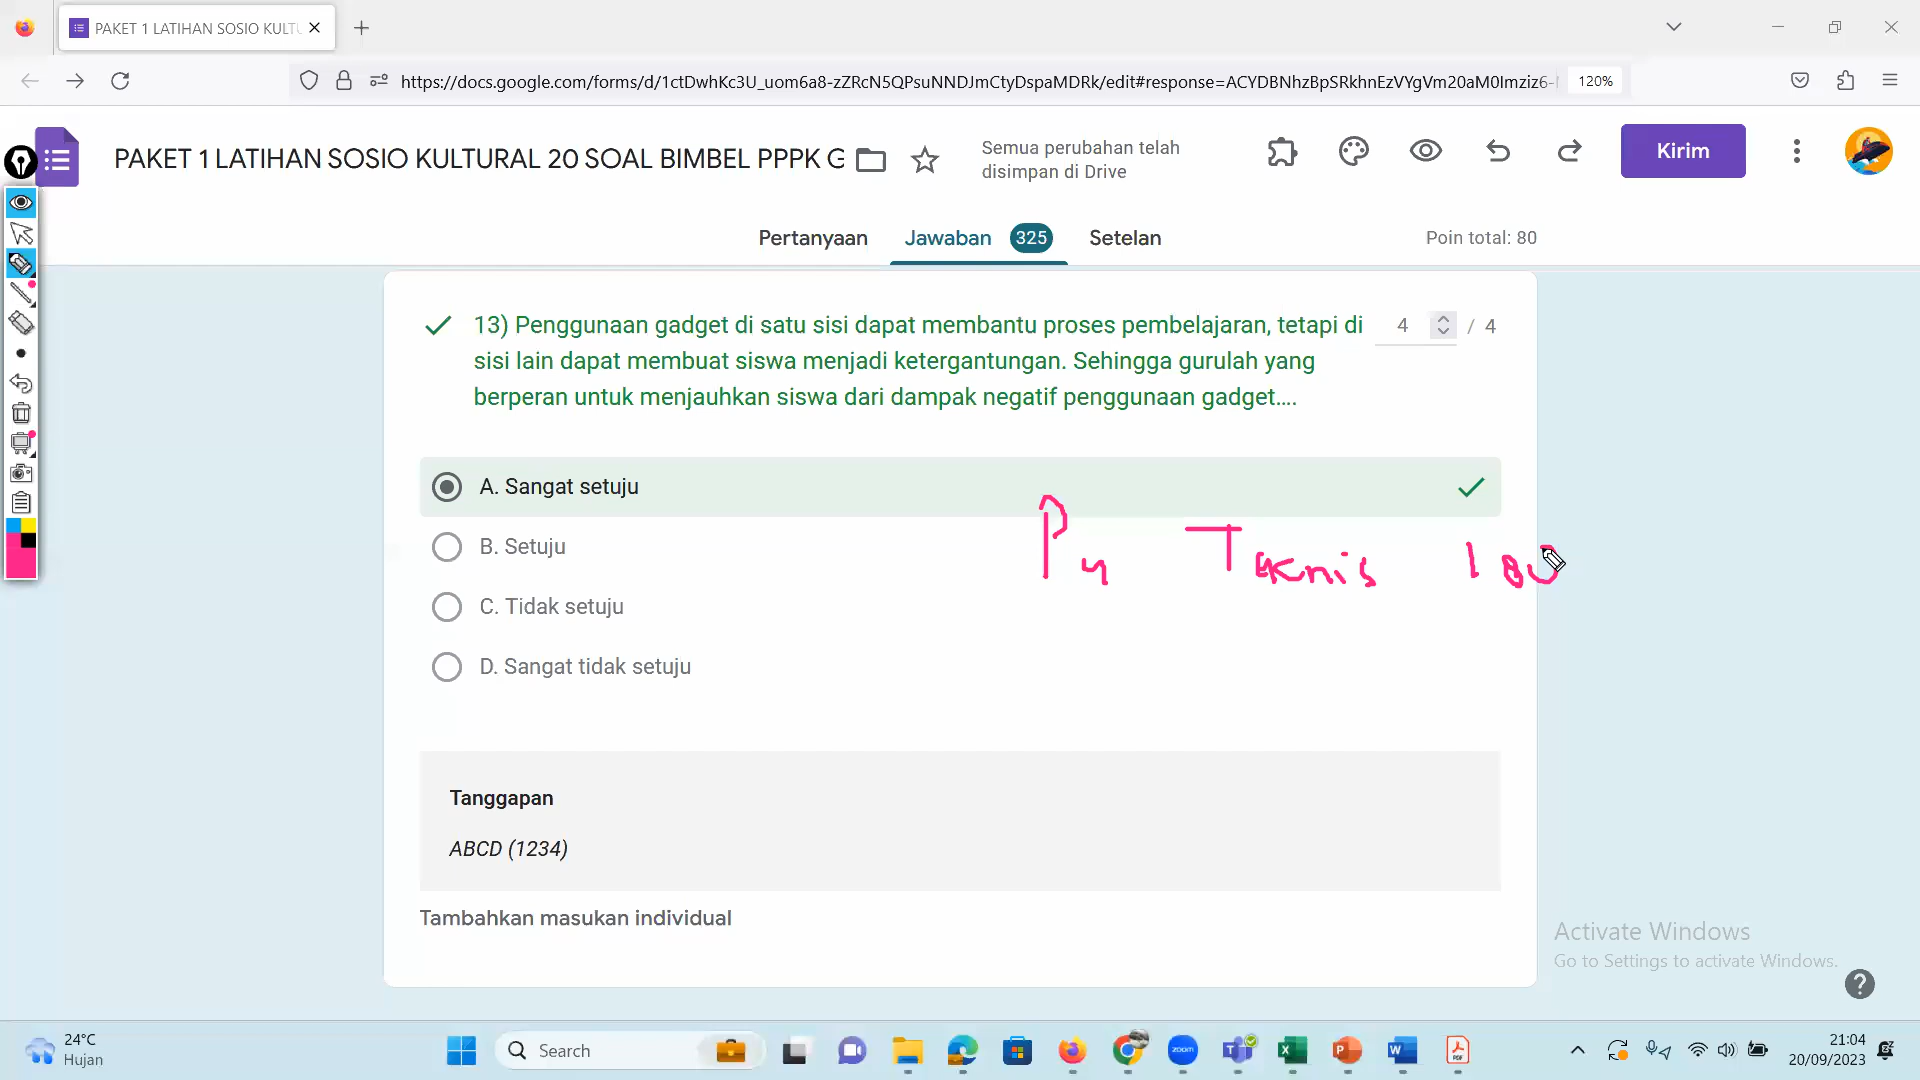 PAKET 1 LATIHAN SOSIO KULTU
https://docs.google.com/forms/d/1ctDwhKc3U_uom6a8-zZRcN5QPsuNNDJmCtyDspaMDRk/edit#response=ACYDBNhzBpSRkhnEzVYgVm20aM0Imziz6-
120%
PAKET 1 LATIHAN SOSIO KULTURAL 20 SOAL BIMBEL PPPK G
Semua perubahan telah
disimpan di Drive
Kirim
Pertanyaan Jawaban 325 Setelan Poin total: 80
13) Penggunaan gadget di satu sisi dapat membantu proses pembelajaran, tetapi di
sisi lain dapat membuat siswa menjadi ketergantungan. Sehingga gurulah yang
berperan untuk menjauhkan siswa dari dampak negatif penggunaan gadget....
4 / 4
A. Sangat setuju
B. Setuju
C. Tidak setuju
D. Sangat tidak setuju
Teknis
Tanggapan
ABCD (1234)
Tambahkan masukan individual
Activate Windows
Go to Settings to activate Windows.
24°C
Hujan
Search
zoom
21:04
20/09/2023